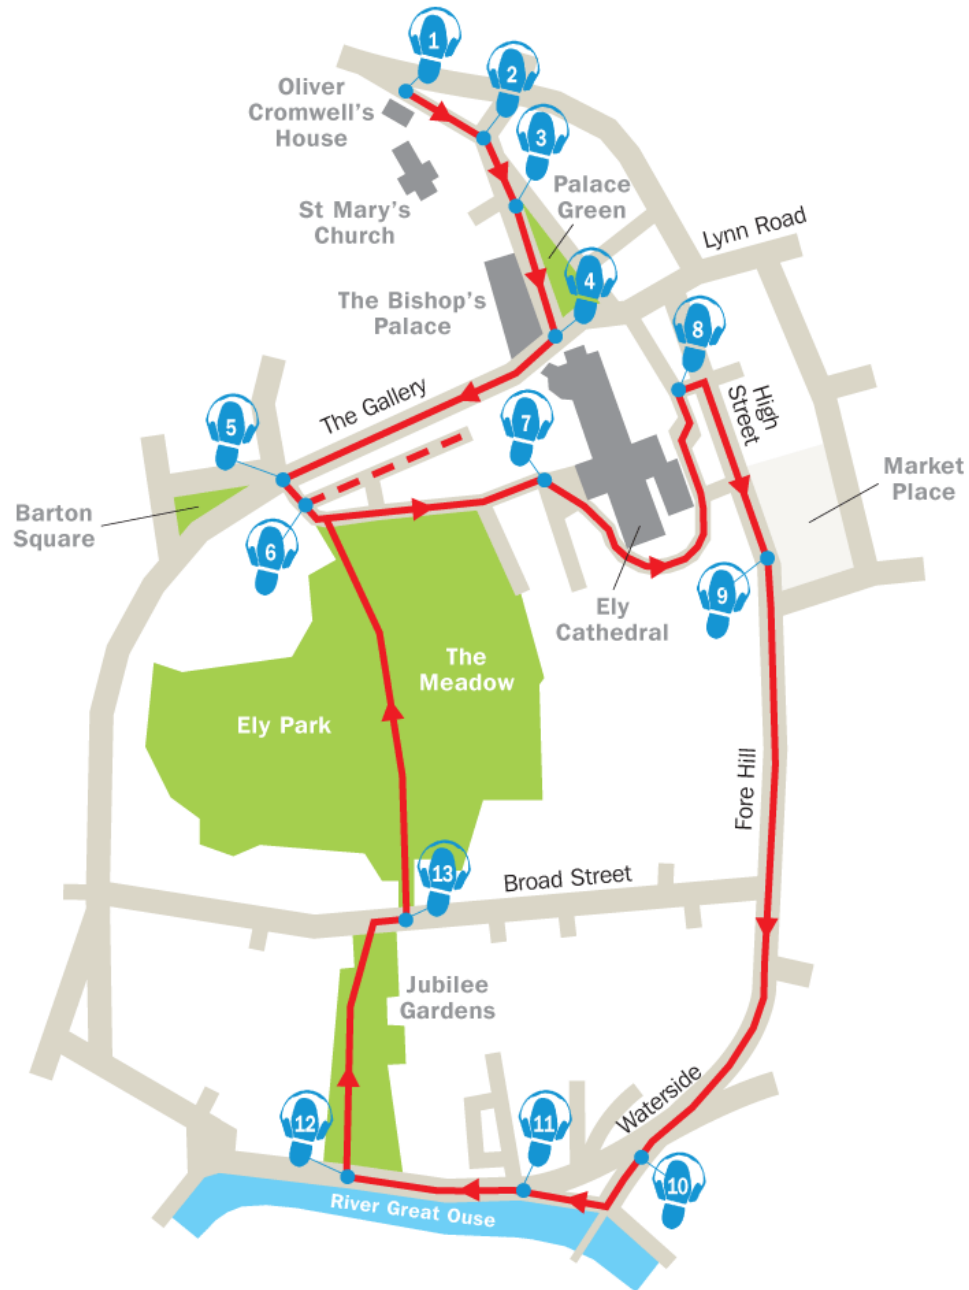 1
2
Oliver
Cromwell's
House
3
Palace
Green
St Mary's
Church
Lynn Road
4
The Bishop's
Palace
8
The Gallery
High
Street
5
7
Market
Place
Barton
Square
6
9
Ely
Cathedral
The
Meadow
Ely Park
Fore Hill
13
Broad Street
Jubilee
Gardens
Waterside
12
11
10
River Great Ouse